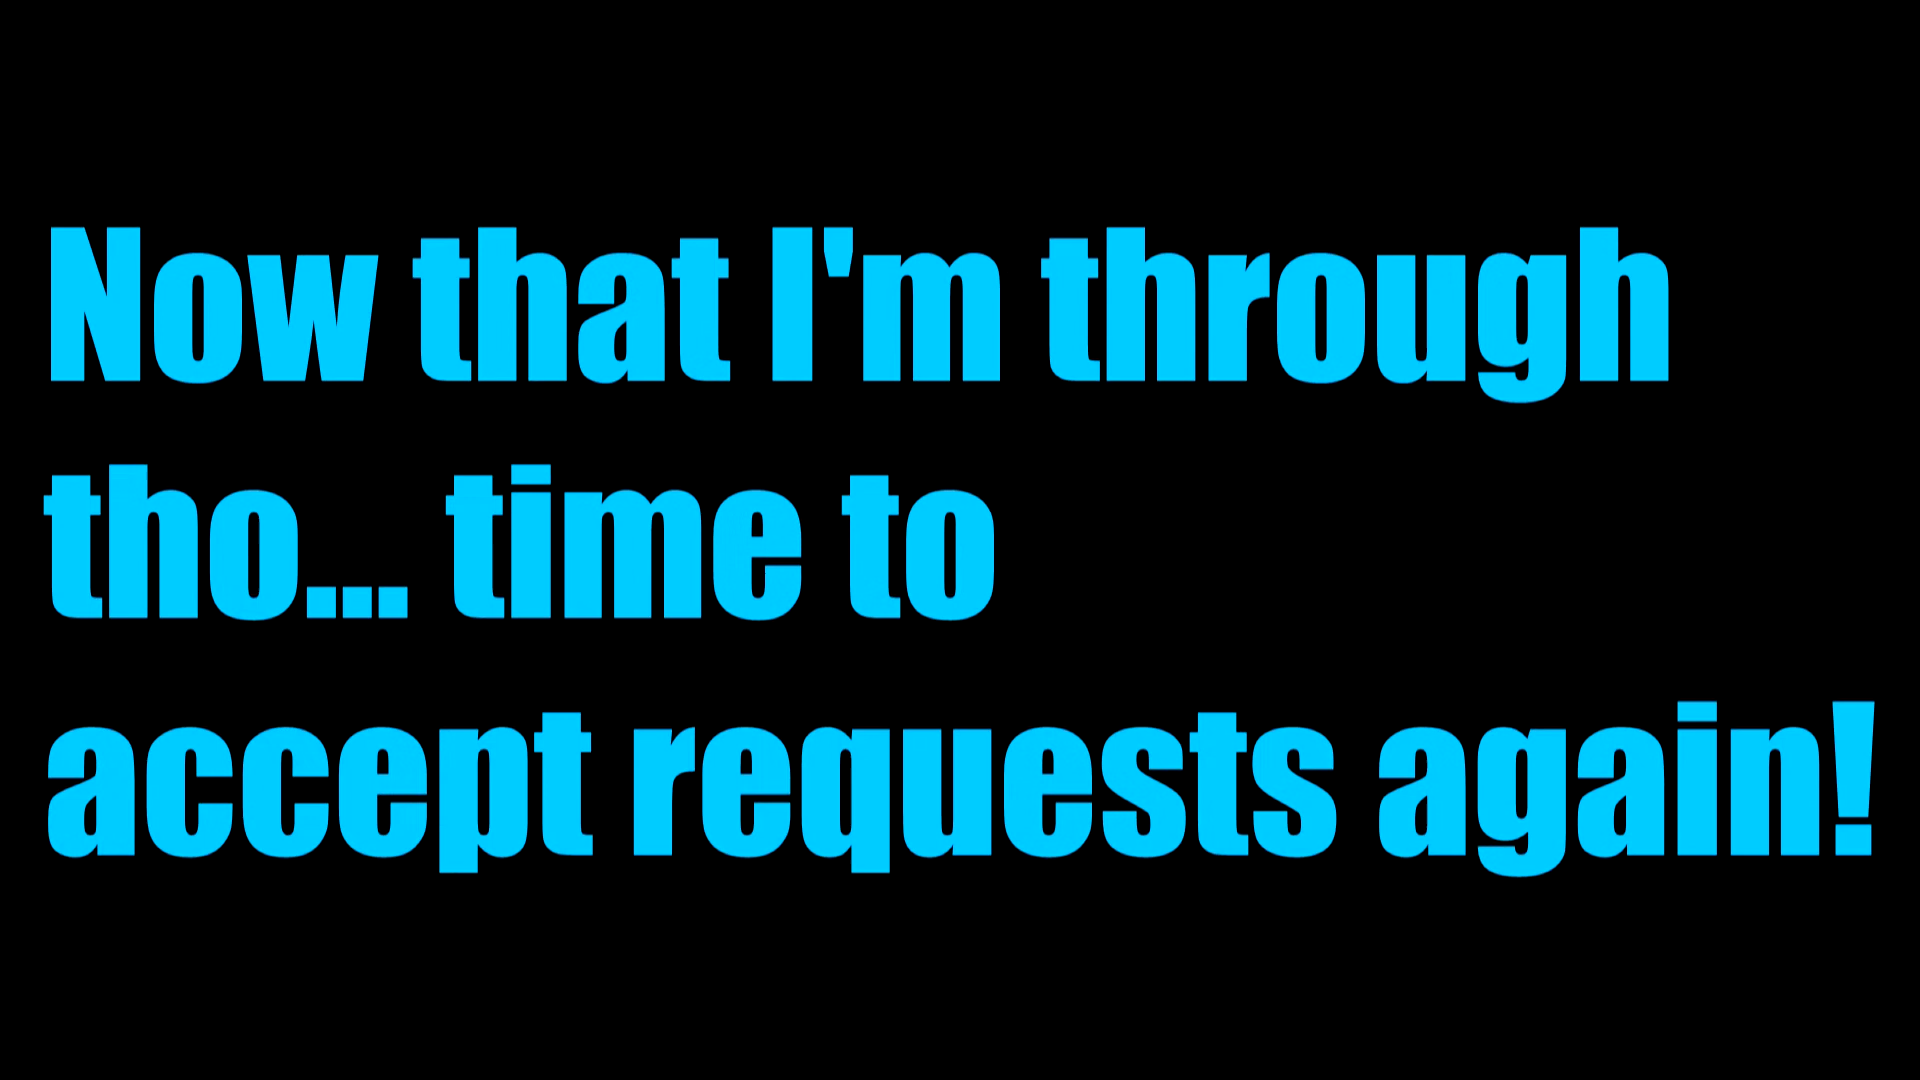 Now that I'm through
tho... time to
accept requests again!